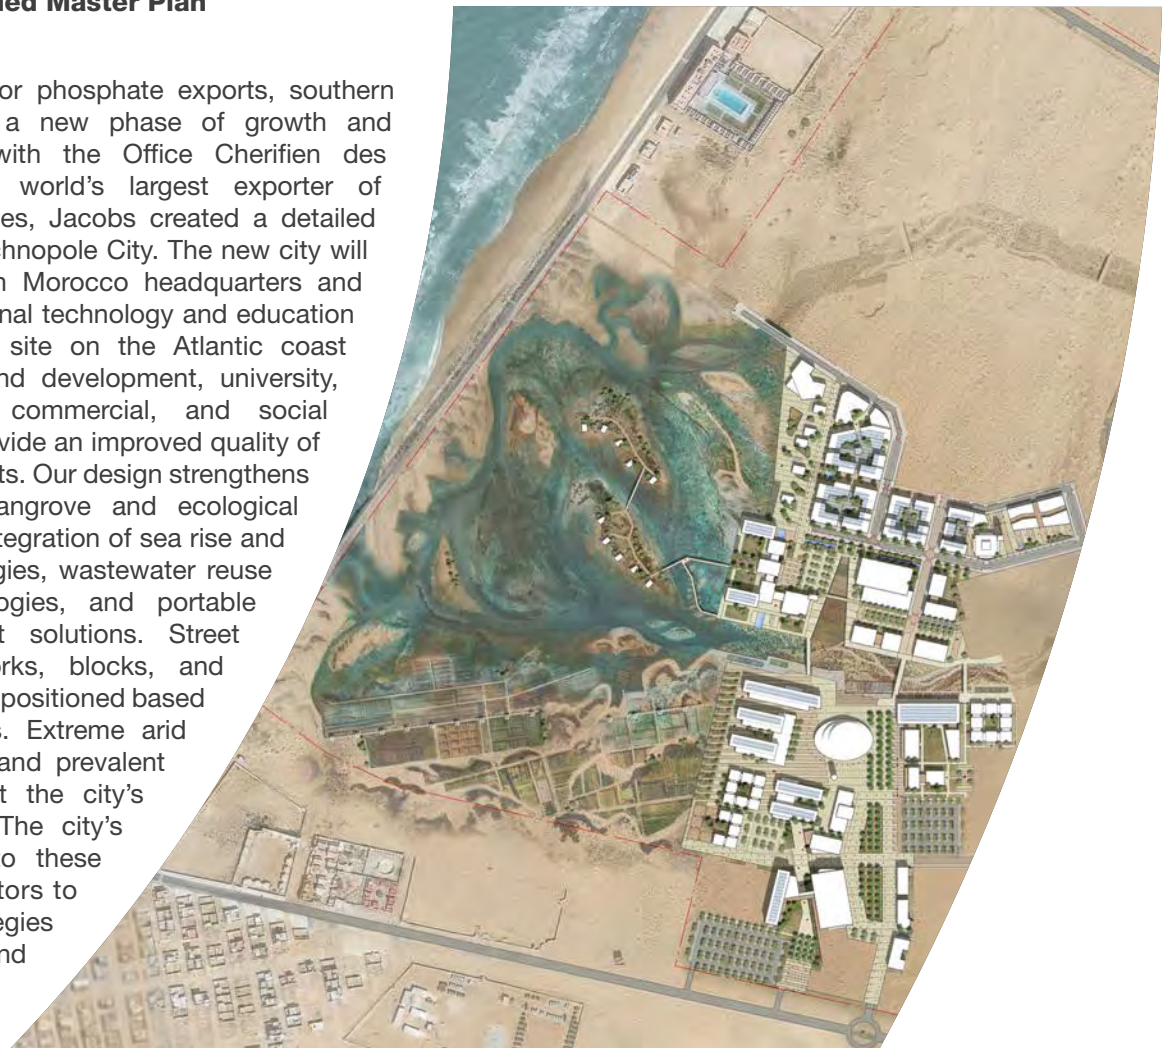 led Master Plan
or phosphate exports, southern
a new phase of growth and
with the Office Cherifien des
world's largest exporter of
es, Jacobs created a detailed
chnopole City. The new city will
n Morocco headquarters and
nal technology and education
site on the Atlantic coast
nd development, university,
commercial, and social
vide an improved quality of
ts. Our design strengthens
angrove and ecological
tegration of sea rise and
gies, wastewater reuse
ogies, and portable
t solutions. Street
orks, blocks, and
positioned based
s. Extreme arid
and prevalent
t the city's
The city's
to these
tors to
egies
nd